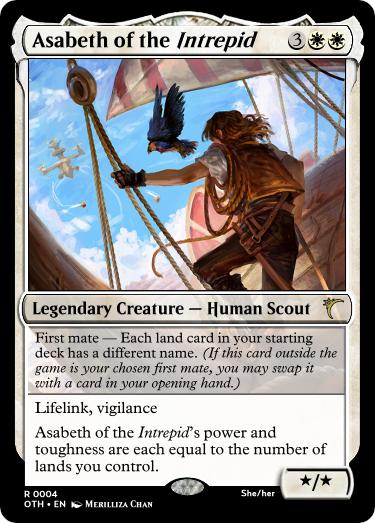 Asabeth of the Intrepid 3
Legendary Creature — Human Scout
First mate — Each land card in your starting
deck has a different name. (If this card outside the
game is your chosen first mate, you may swap it
with a card in your opening hand.)
Lifelink, vigilance
Asabeth of the Intrepid's power and
toughness are each equal to the number of
lands you control.
*/*
R 0004
OTH • EN Merilliza Chan
She/her